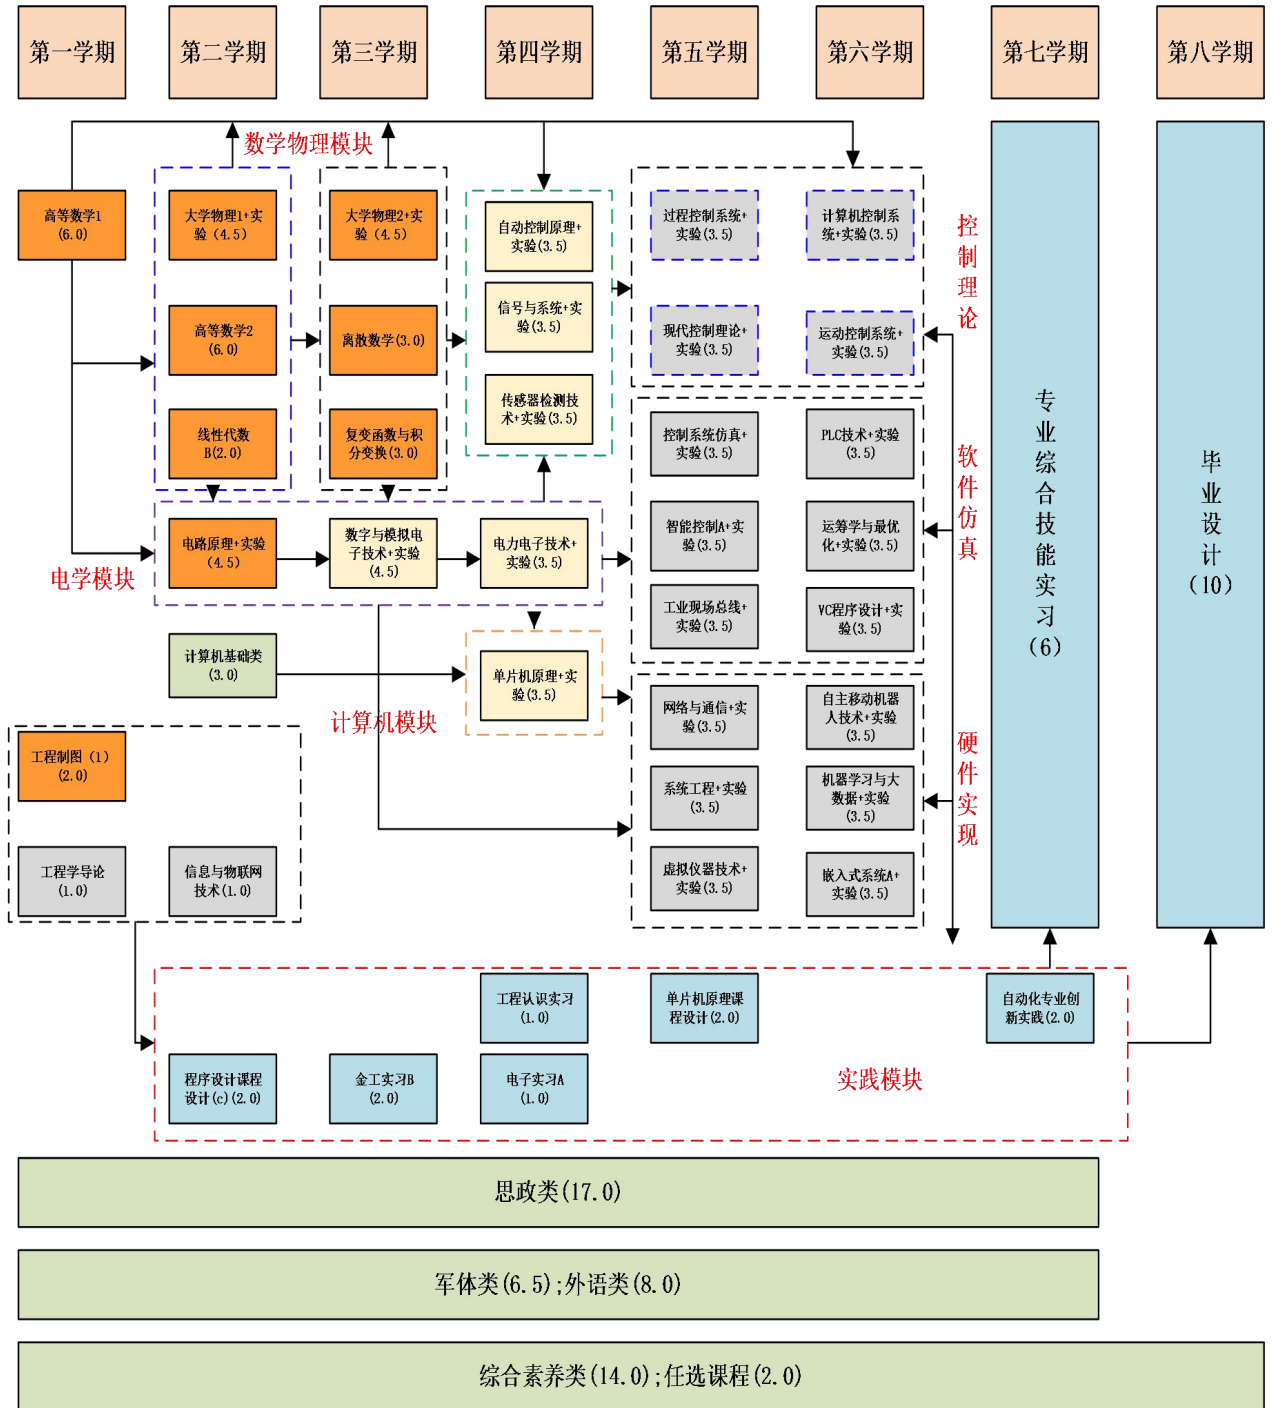 第一学期
第二学期
第三学期
第四学期
第五学期
第六学期
第七学期
第八学期
数学物理模块
高等数学1
(6.0)
大学物理1+实
验（4.5）
大学物理2+实
验（4.5）
自动控制原理+
实验(3.5)
过程控制系统+
实验(3.5)
计算机控制系
统+实验(3.5)
控
制
理
论
高等数学2
(6.0)
离散数学(3.0)
信号与系统+实
验(3.5)
现代控制理论+
实验(3.5)
运动控制系统+
实验(3.5)
线性代数
B(2.0)
复变函数与积
分变换(3.0)
传感器检测技
术+实验(3.5)
控制系统仿真+
实验(3.5)
PLC技术+实验
(3.5)
软
件
仿
真
电路原理+实验
(4.5)
数字与模拟电
子技术+实验
(4.5)
电力电子技术+
实验(3.5)
智能控制A+实
验(3.5)
运筹学与最优
化+实验(3.5)
电学模块
工业现场总线+
实验(3.5)
VC程序设计+实
验(3.5)
计算机基础类
(3.0)
单片机原理+实
验(3.5)
计算机模块
网络与通信+实
验(3.5)
自主移动机器
人技术+实验
(3.5)
硬
件
实
现
工程制图（1）
(2.0)
系统工程+实验
(3.5)
机器学习与大
数据+实验
(3.5)
工程学导论
(1.0)
信息与物联网
技术(1.0)
虚拟仪器技术+
实验(3.5)
嵌入式系统A+
实验(3.5)
专
业
综
合
技
能
实
习
(6)
毕
业
设
计
(10)
工程认识实习
(1.0)
单片机原理课
程设计(2.0)
自动化专业创
新实践(2.0)
程序设计课程
设计(c)(2.0)
金工实习B
(2.0)
电子实习A
(1.0)
实践模块
思政类(17.0)
军体类(6.5);外语类(8.0)
综合素养类(14.0);任选课程(2.0)